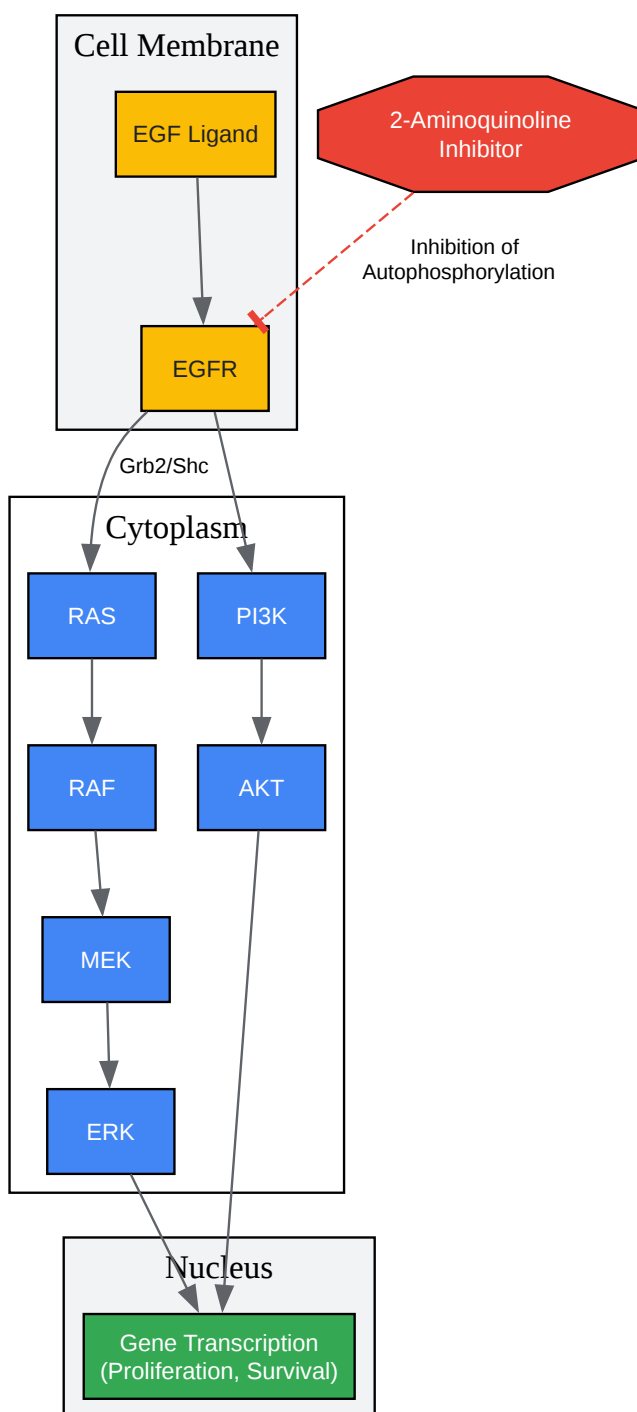 Cell Membrane
EGF Ligand
2-Aminoquinoline
Inhibitor
Inhibition of
Autophosphorylation
EGFR
Grb2/Shc
Cytoplasm
RAS
PI3K
RAF
AKT
MEK
ERK
Nucleus
Gene Transcription
(Proliferation, Survival)